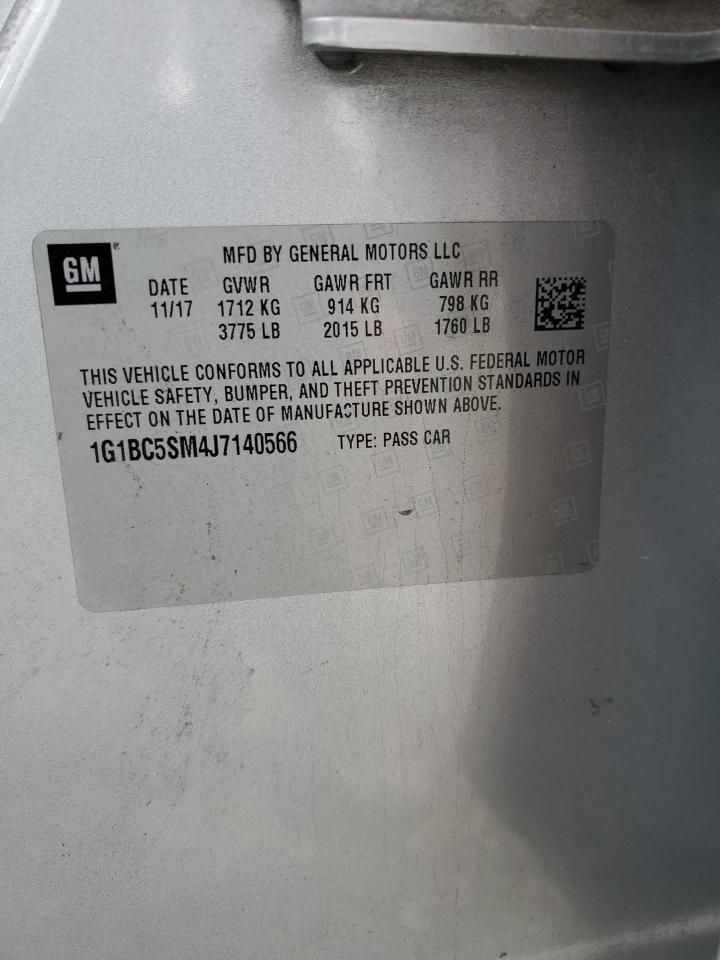 GM ®
MFD BY GENERAL MOTORS LLC
DATE GVWR GAWR FRT GAWR RR
11/17 1712 KG 914 KG 798 KG
3775 LB 2015 LB 1760 LB
THIS VEHICLE CONFORMS TO ALL APPLICABLE U.S. FEDERAL MOTOR
VEHICLE SAFETY, BUMPER, AND THEFT PREVENTION STANDARDS IN
EFFECT ON THE DATE OF MANUFACTURE SHOWN ABOVE.
1G1BC5SM4J7140566 TYPE: PASS CAR